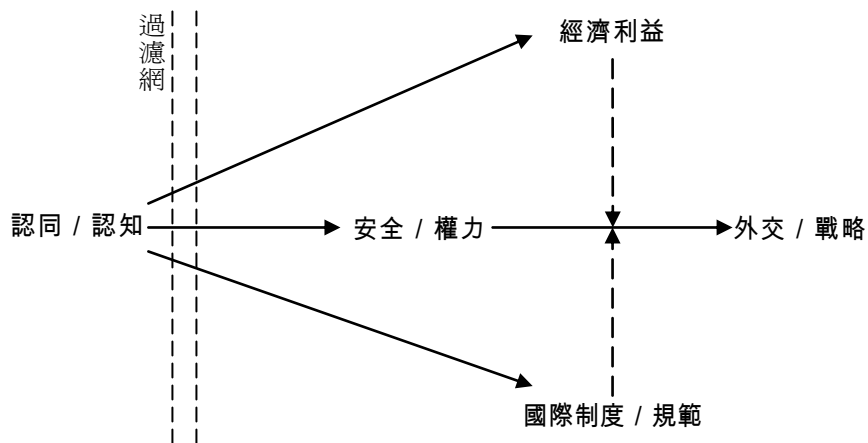 過濾網
經濟利益
認同 / 認知
安全 / 權力
外交 / 戰略
國際制度 / 規範